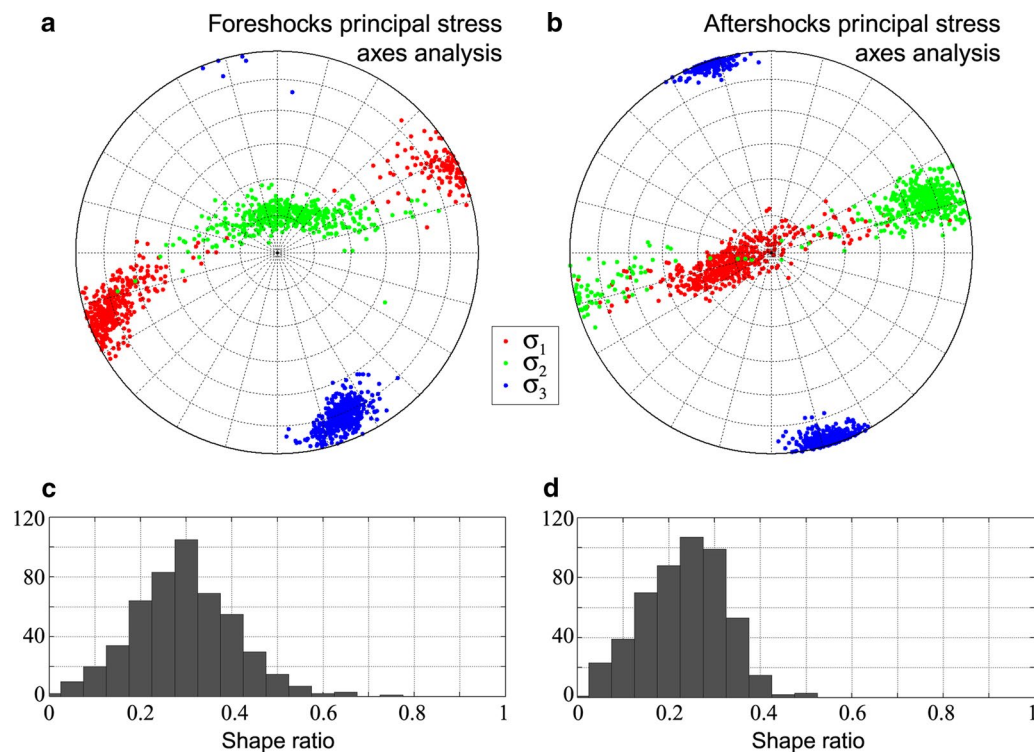 a
Foreshocks principal stress
axes analysis
b
Aftershocks principal stress
axes analysis
σ1
σ2
σ3
c
120
80
40
0
0
0.2
0.4
0.6
0.8
1
Shape ratio
d
120
80
40
0
0
0.2
0.4
0.6
0.8
1
Shape ratio